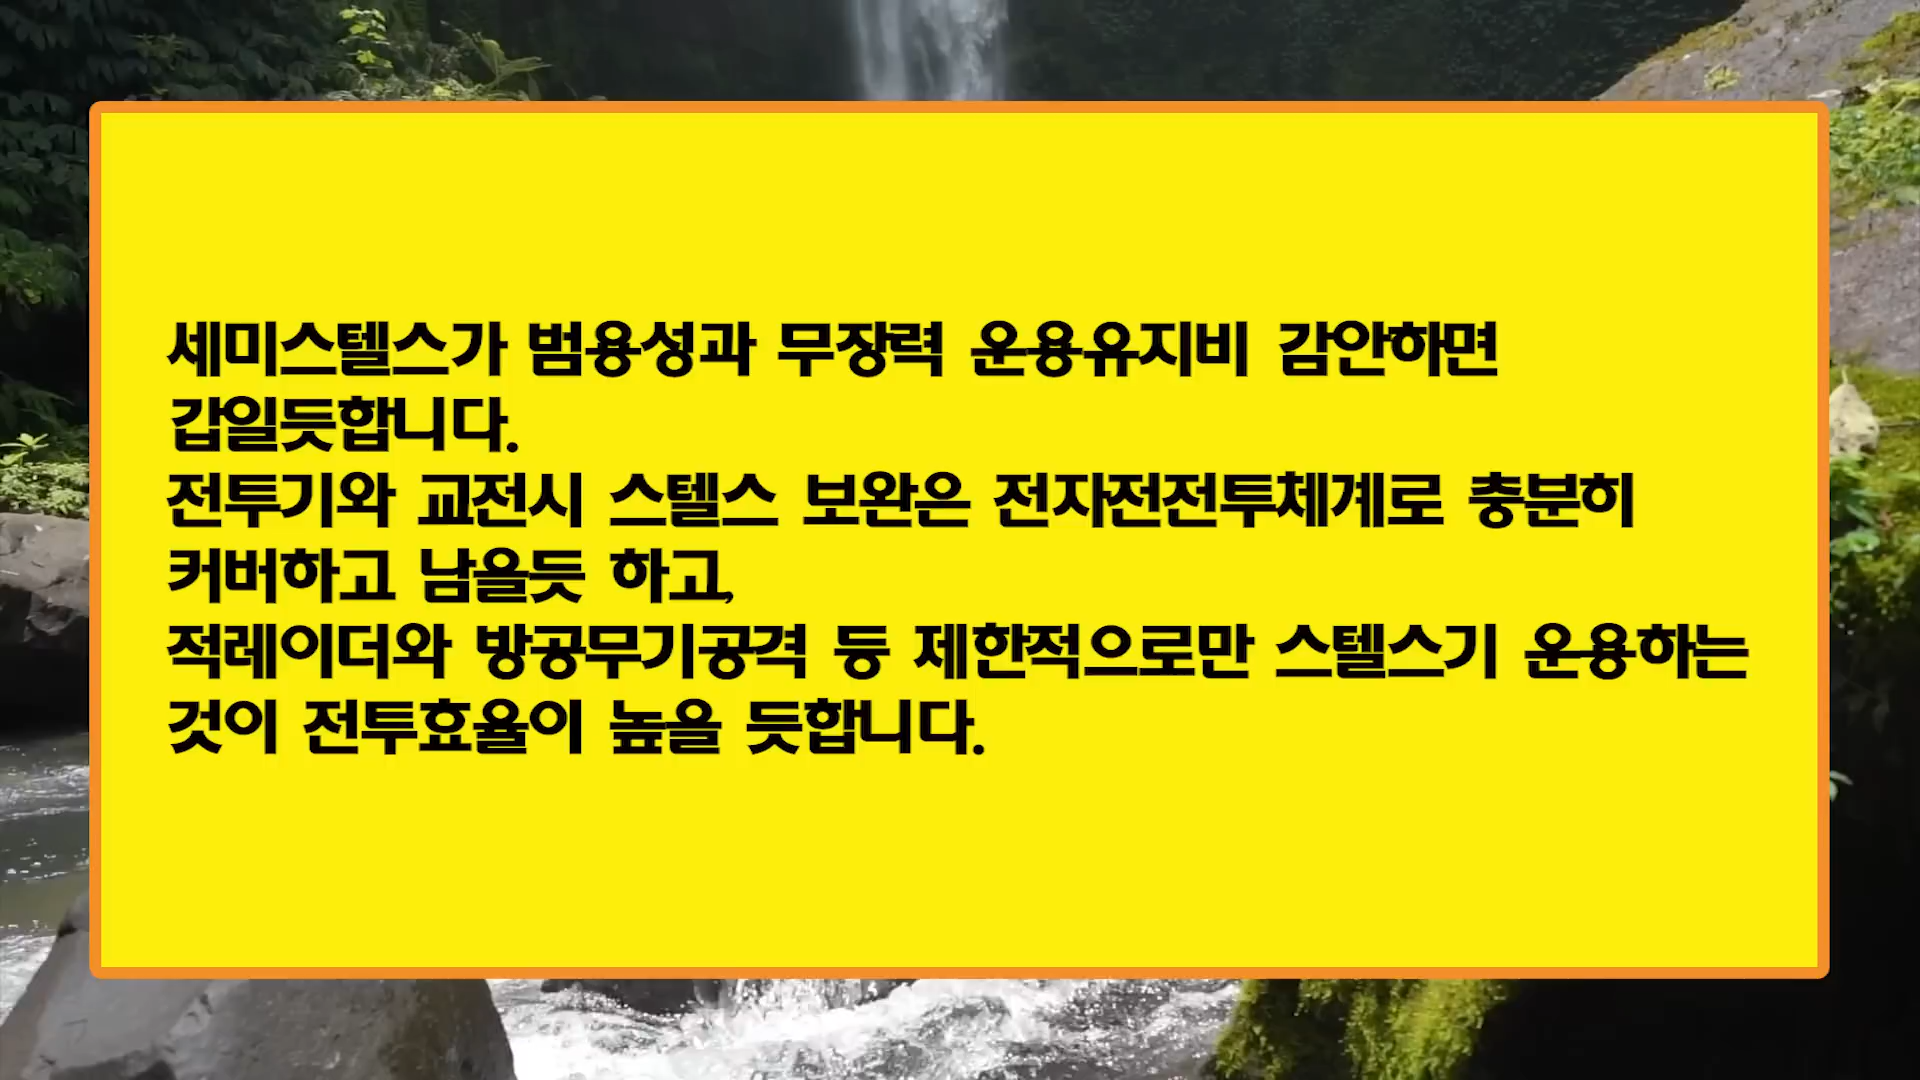 세미스텔스가 범용성과 무장력 운용유지비 감안하면
갑일듯합니다.
전투기와 교전시 스텔스 보완은 전자전전투체계로 충분히
커버하고 남을듯 하고,
적레이더와 방공무기공격 등 제한적으로만 스텔스기 운용하는
것이 전투효율이 높을 듯합니다.